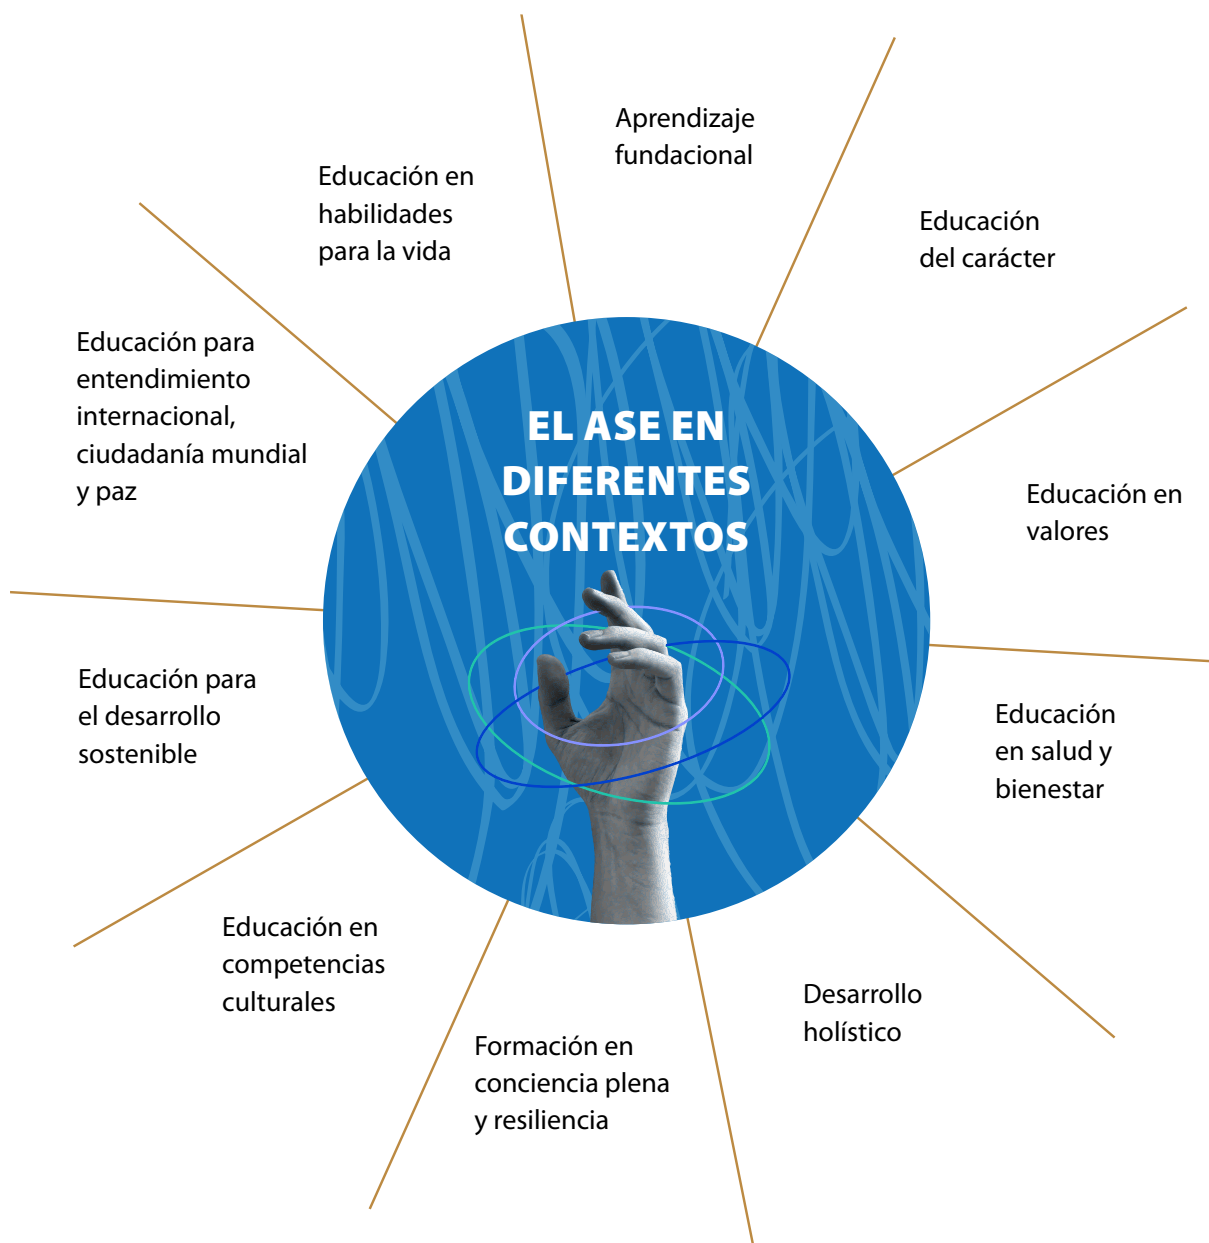 Aprendizaje
fundacional
Educación en
habilidades
para la vida
Educación
del carácter
Educación para
entendimiento
internacional,
ciudadanía mundial
y paz
EL ASE EN
DIFERENTES
CONTEXTOS
Educación en
valores
Educación para
el desarrollo
sostenible
Educación
en salud y
bienestar
Educación en
competencias
culturales
Desarrollo
holístico
Formación en
conciencia plena
y resiliencia